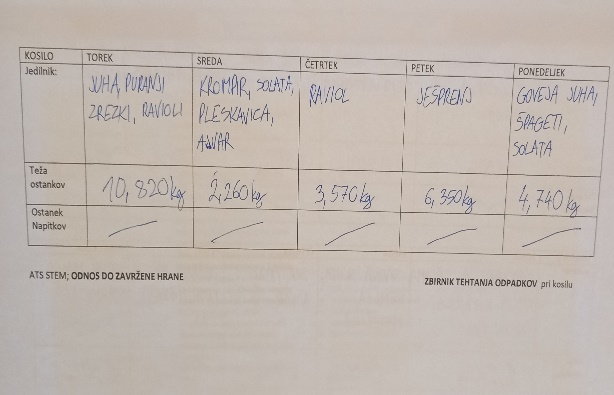 KOSILO TOREK SREDA ČETRTEK PETEK PONEDELJEK
Jedilnik: JUHA, PURANJI KROMPIR, SOLATA, RAVIOL JEŠPRENJ GOVEJA JUHA,
ZREZKI, RAVIOLI PLESKAVICA, ŠPAGETI,
AJVAR SOLATA
Teža
ostankov 10,820 kg 2,260 kg 3,570 kg 6,350 kg 4,740 kg
Ostanek
Napitkov
ATS STEM; ODNOS DO ZAVRŽENE HRANE ZBIRNIK TEHTANJA ODPADKOV pri kosilu